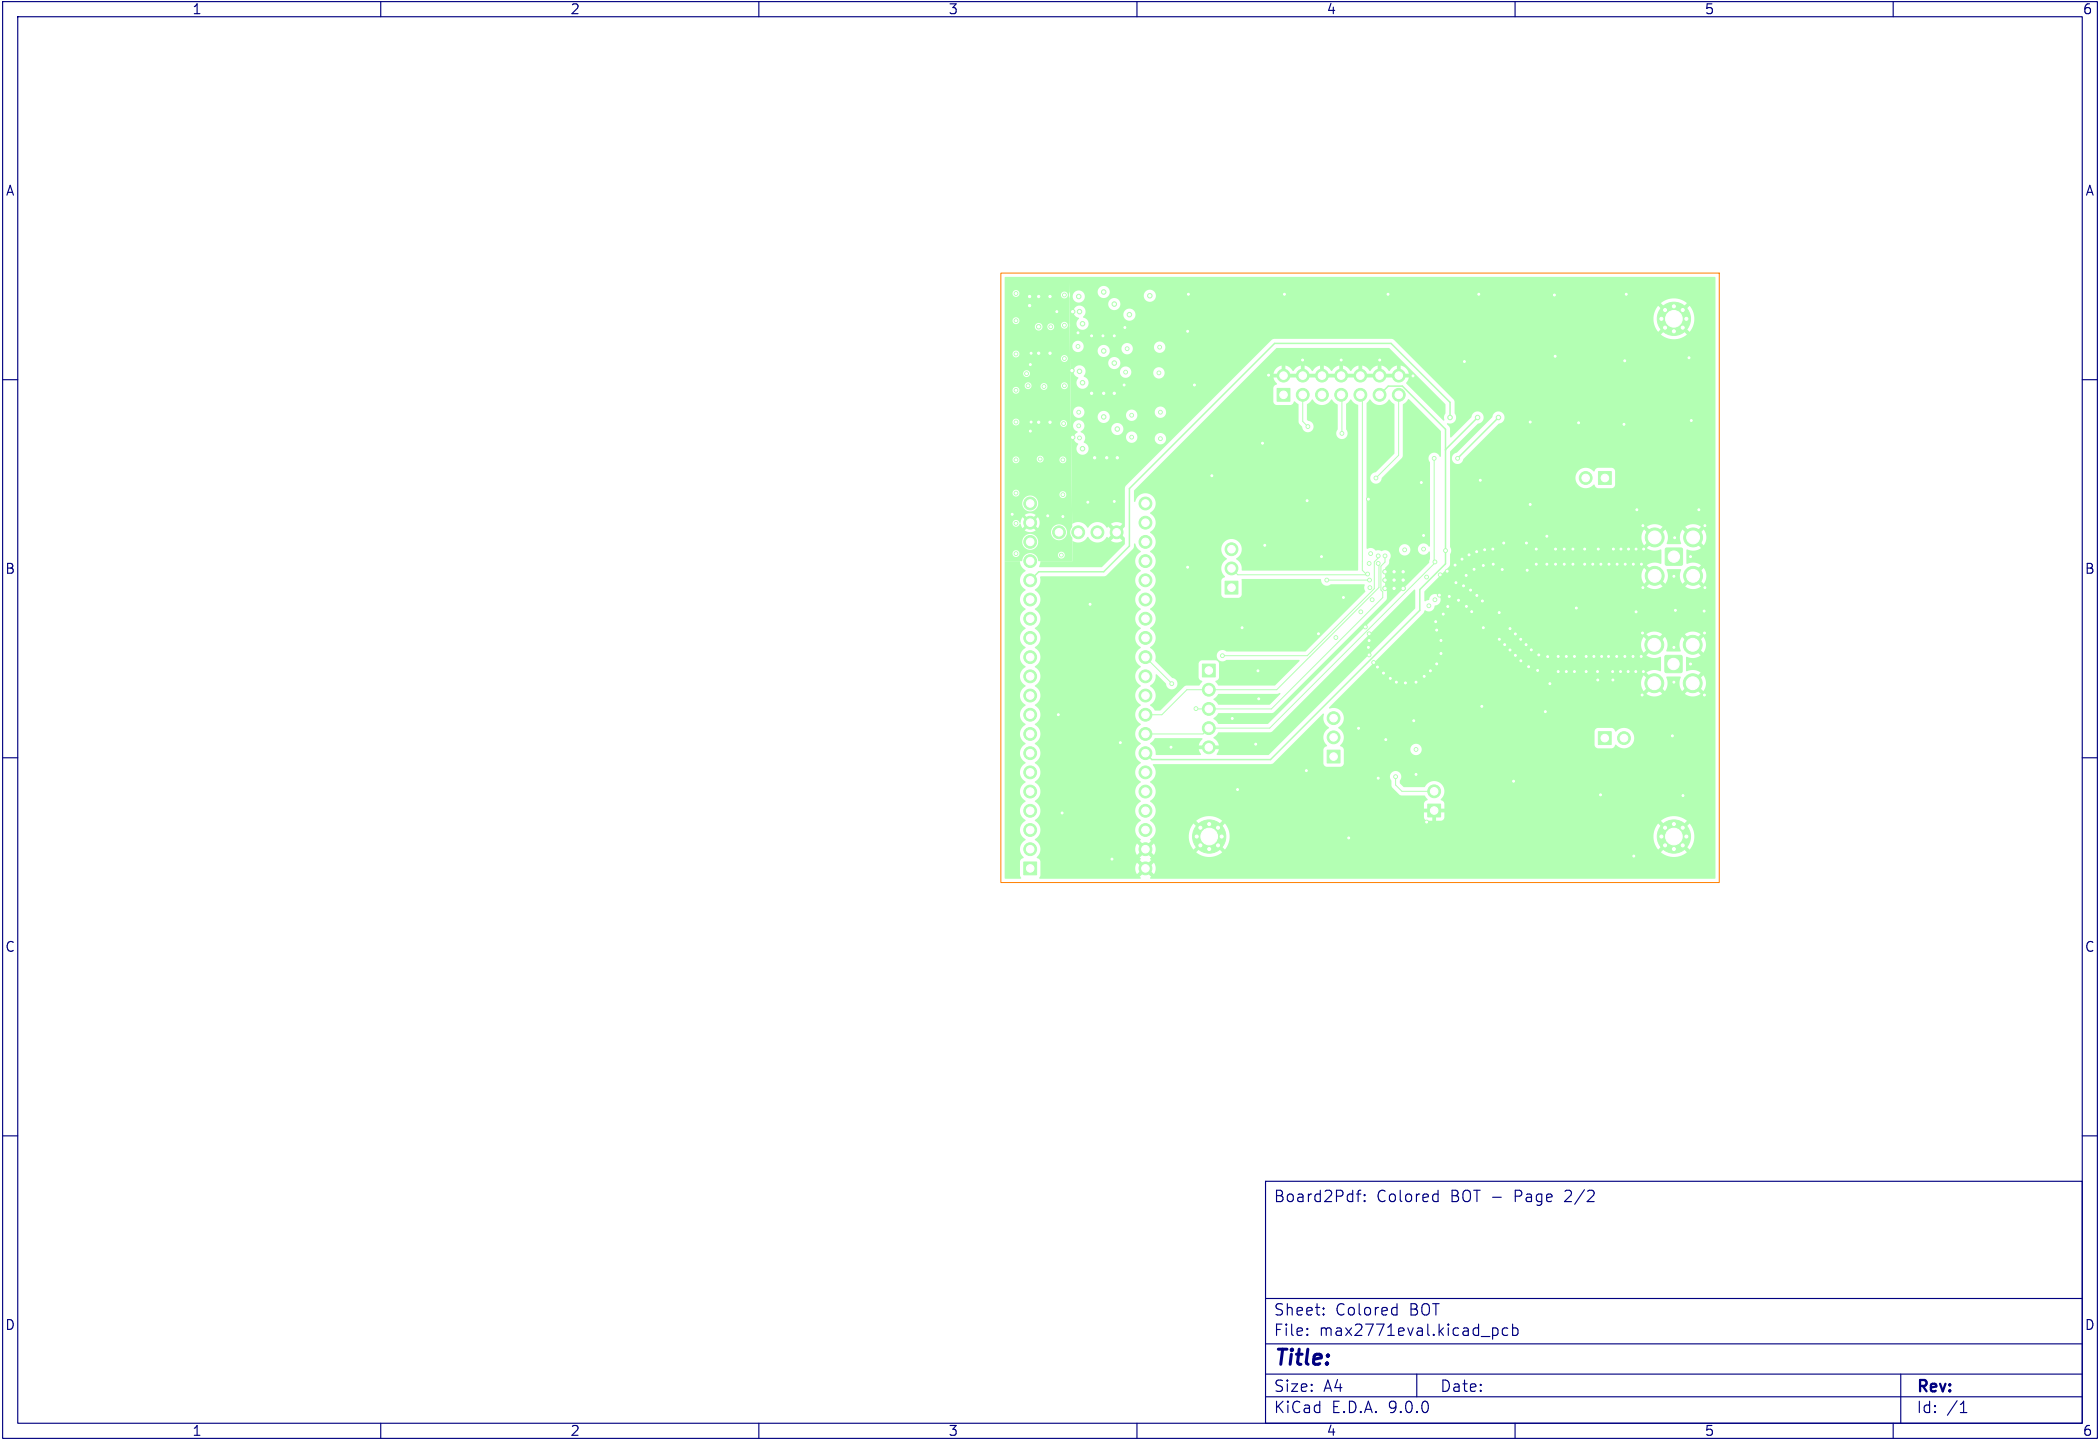 1 2 3 4 5 6
A A
B B
C C
D D
Board2Pdf: Colored BOT - Page 2/2
Sheet: Colored BOT
File: max2771eval.kicad_pcb
Title:
Size: A4 Date: Rev:
KiCad E.D.A. 9.0.0 Id: /1
1 2 3 4 5 6